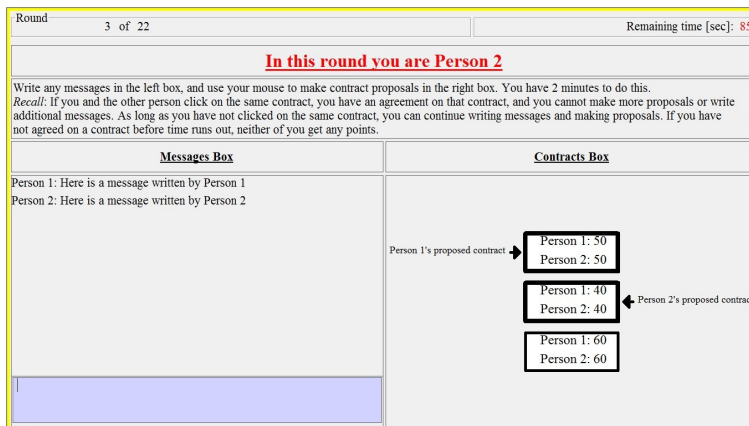 Round
3 of 22
Remaining time [sec]: 85
In this round you are Person 2
Write any messages in the left box, and use your mouse to make contract proposals in the right box. You have 2 minutes to do this.
Recall: If you and the other person click on the same contract, you have an agreement on that contract, and you cannot make more proposals or write
additional messages. As long as you have not clicked on the same contract, you can continue writing messages and making proposals. If you have
not agreed on a contract before time runs out, neither of you get any points.
Messages Box
Contracts Box
Person 1: Here is a message written by Person 1
Person 2: Here is a message written by Person 2
Person 1's proposed contract
Person 1: 50
Person 2: 50
Person 1: 40
Person 2: 40
Person 2's proposed contrac
Person 1: 60
Person 2: 60